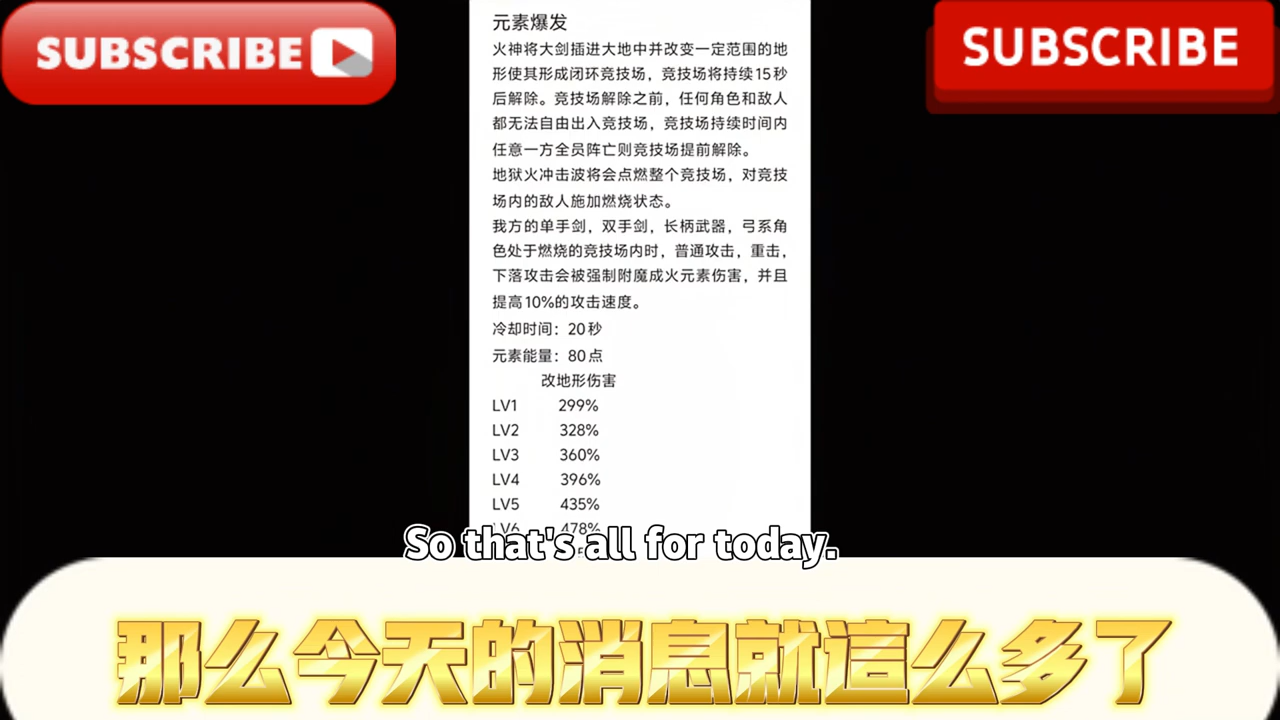 SUBSCRIBE
SUBSCRIBE
元素爆发
火神将大剑插进大地中并改变一定范围的地
形使其形成闭环竞技场，竞技场将持续15秒
后解除。竞技场解除之前，任何角色和敌人
都无法自由出入竞技场，竞技场持续时间内
任意一方全员阵亡则竞技场提前解除。
地狱火冲击波将会点燃整个竞技场，对竞技
场内的敌人施加燃烧状态。
我方的单手剑，双手剑，长柄武器，弓系角
色处于燃烧的竞技场内时，普通攻击，重击，
下落攻击会被强制附魔成火元素伤害，并且
提高10%的攻击速度。
冷却时间：20秒
元素能量：80点
改地形伤害
LV1 299%
LV2 328%
LV3 360%
LV4 396%
LV5 435%
LV6 478%
So that's all for today.
那么今天的消息就這么多了